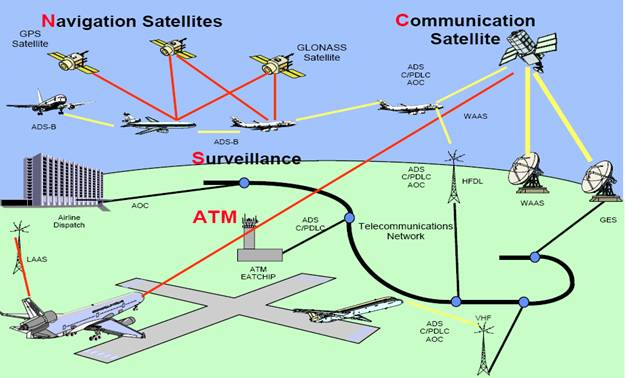 Navigation Satellites
Communication
Satellite
GPS
Satellite
GLONASS
Satellite
ADS
C/PDLC
AOC
WAAS
ADS-B
ADS-B
Surveillance
ADS
C/PDLC
AOC
HFDL
WAAS
GES
Airline
Dispatch
AOC
ATM
ADS
C/PDLC
Telecommunications
Network
LAAS
ATM
EATCHIP
ADS
C/PDLC
AOC
VHF